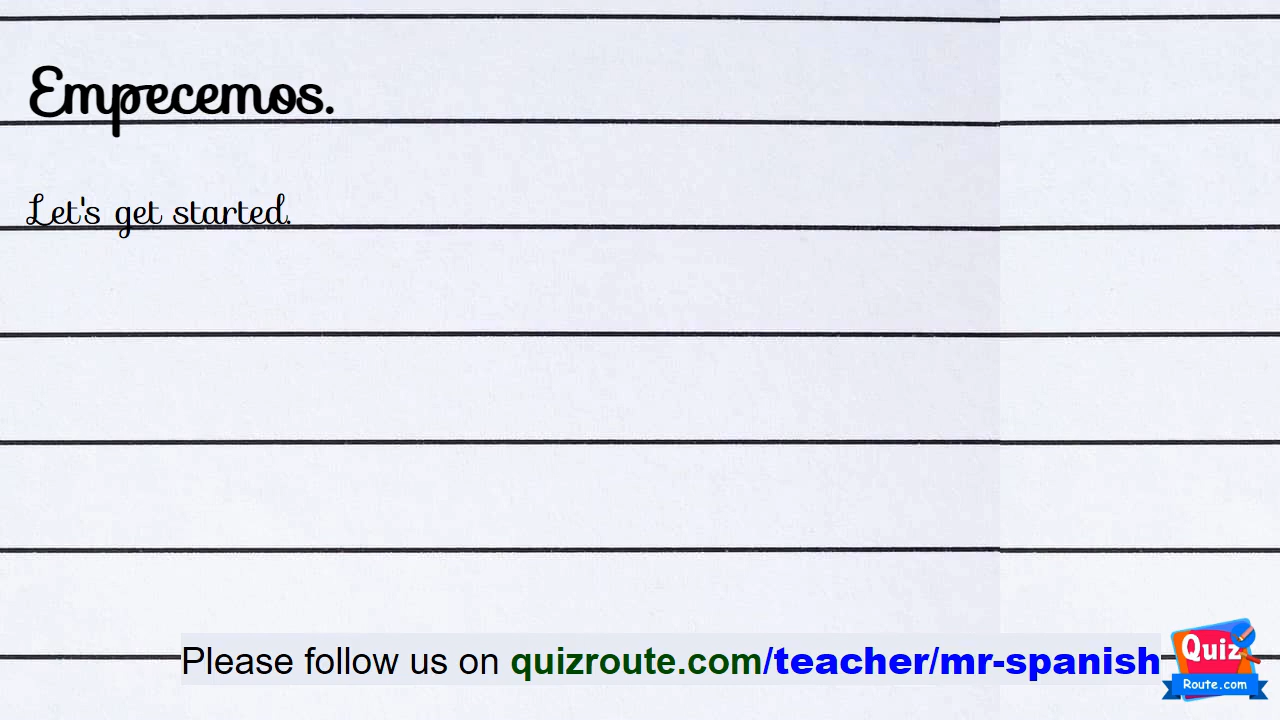 Empecemos.
Let's get started.
Please follow us on quizroute.com/teacher/mr-spanish
Quiz
Route.com